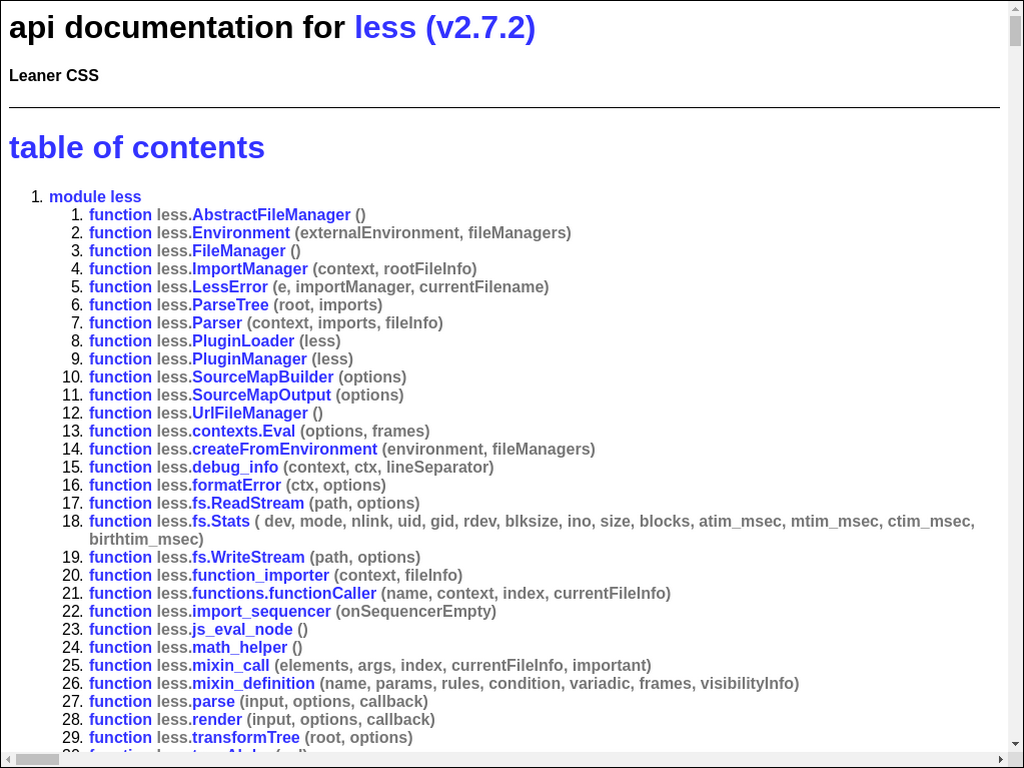 api documentation for less (v2.7.2)
Leaner CSS
table of contents
1. module less
1. function less.AbstractFileManager ()
2. function less.Environment (externalEnvironment, fileManagers)
3. function less.FileManager ()
4. function less.ImportManager (context, rootFileInfo)
5. function less.LessError (e, importManager, currentFilename)
6. function less.ParseTree (root, imports)
7. function less.Parser (context, imports, fileInfo)
8. function less.PluginLoader (less)
9. function less.PluginManager (less)
10. function less.SourceMapBuilder (options)
11. function less.SourceMapOutput (options)
12. function less.UrlFileManager ()
13. function less.contexts.Eval (options, frames)
14. function less.createFromEnvironment (environment, fileManagers)
15. function less.debug_info (context, ctx, lineSeparator)
16. function less.formatError (ctx, options)
17. function less.fs.ReadStream (path, options)
18. function less.fs.Stats ( dev, mode, nlink, uid, gid, rdev, blksize, ino, size, blocks, atim_msec, mtim_msec, ctim_msec,
birthtim_msec)
19. function less.fs.WriteStream (path, options)
20. function less.function_importer (context, fileInfo)
21. function less.functions.functionCaller (name, context, index, currentFileInfo)
22. function less.import_sequencer (onSequencerEmpty)
23. function less.js_eval_node ()
24. function less.math_helper ()
25. function less.mixin_call (elements, args, index, currentFileInfo, important)
26. function less.mixin_definition (name, params, rules, condition, variadic, frames, visibilityInfo)
27. function less.parse (input, options, callback)
28. function less.render (input, options, callback)
29. function less.transformTree (root, options)